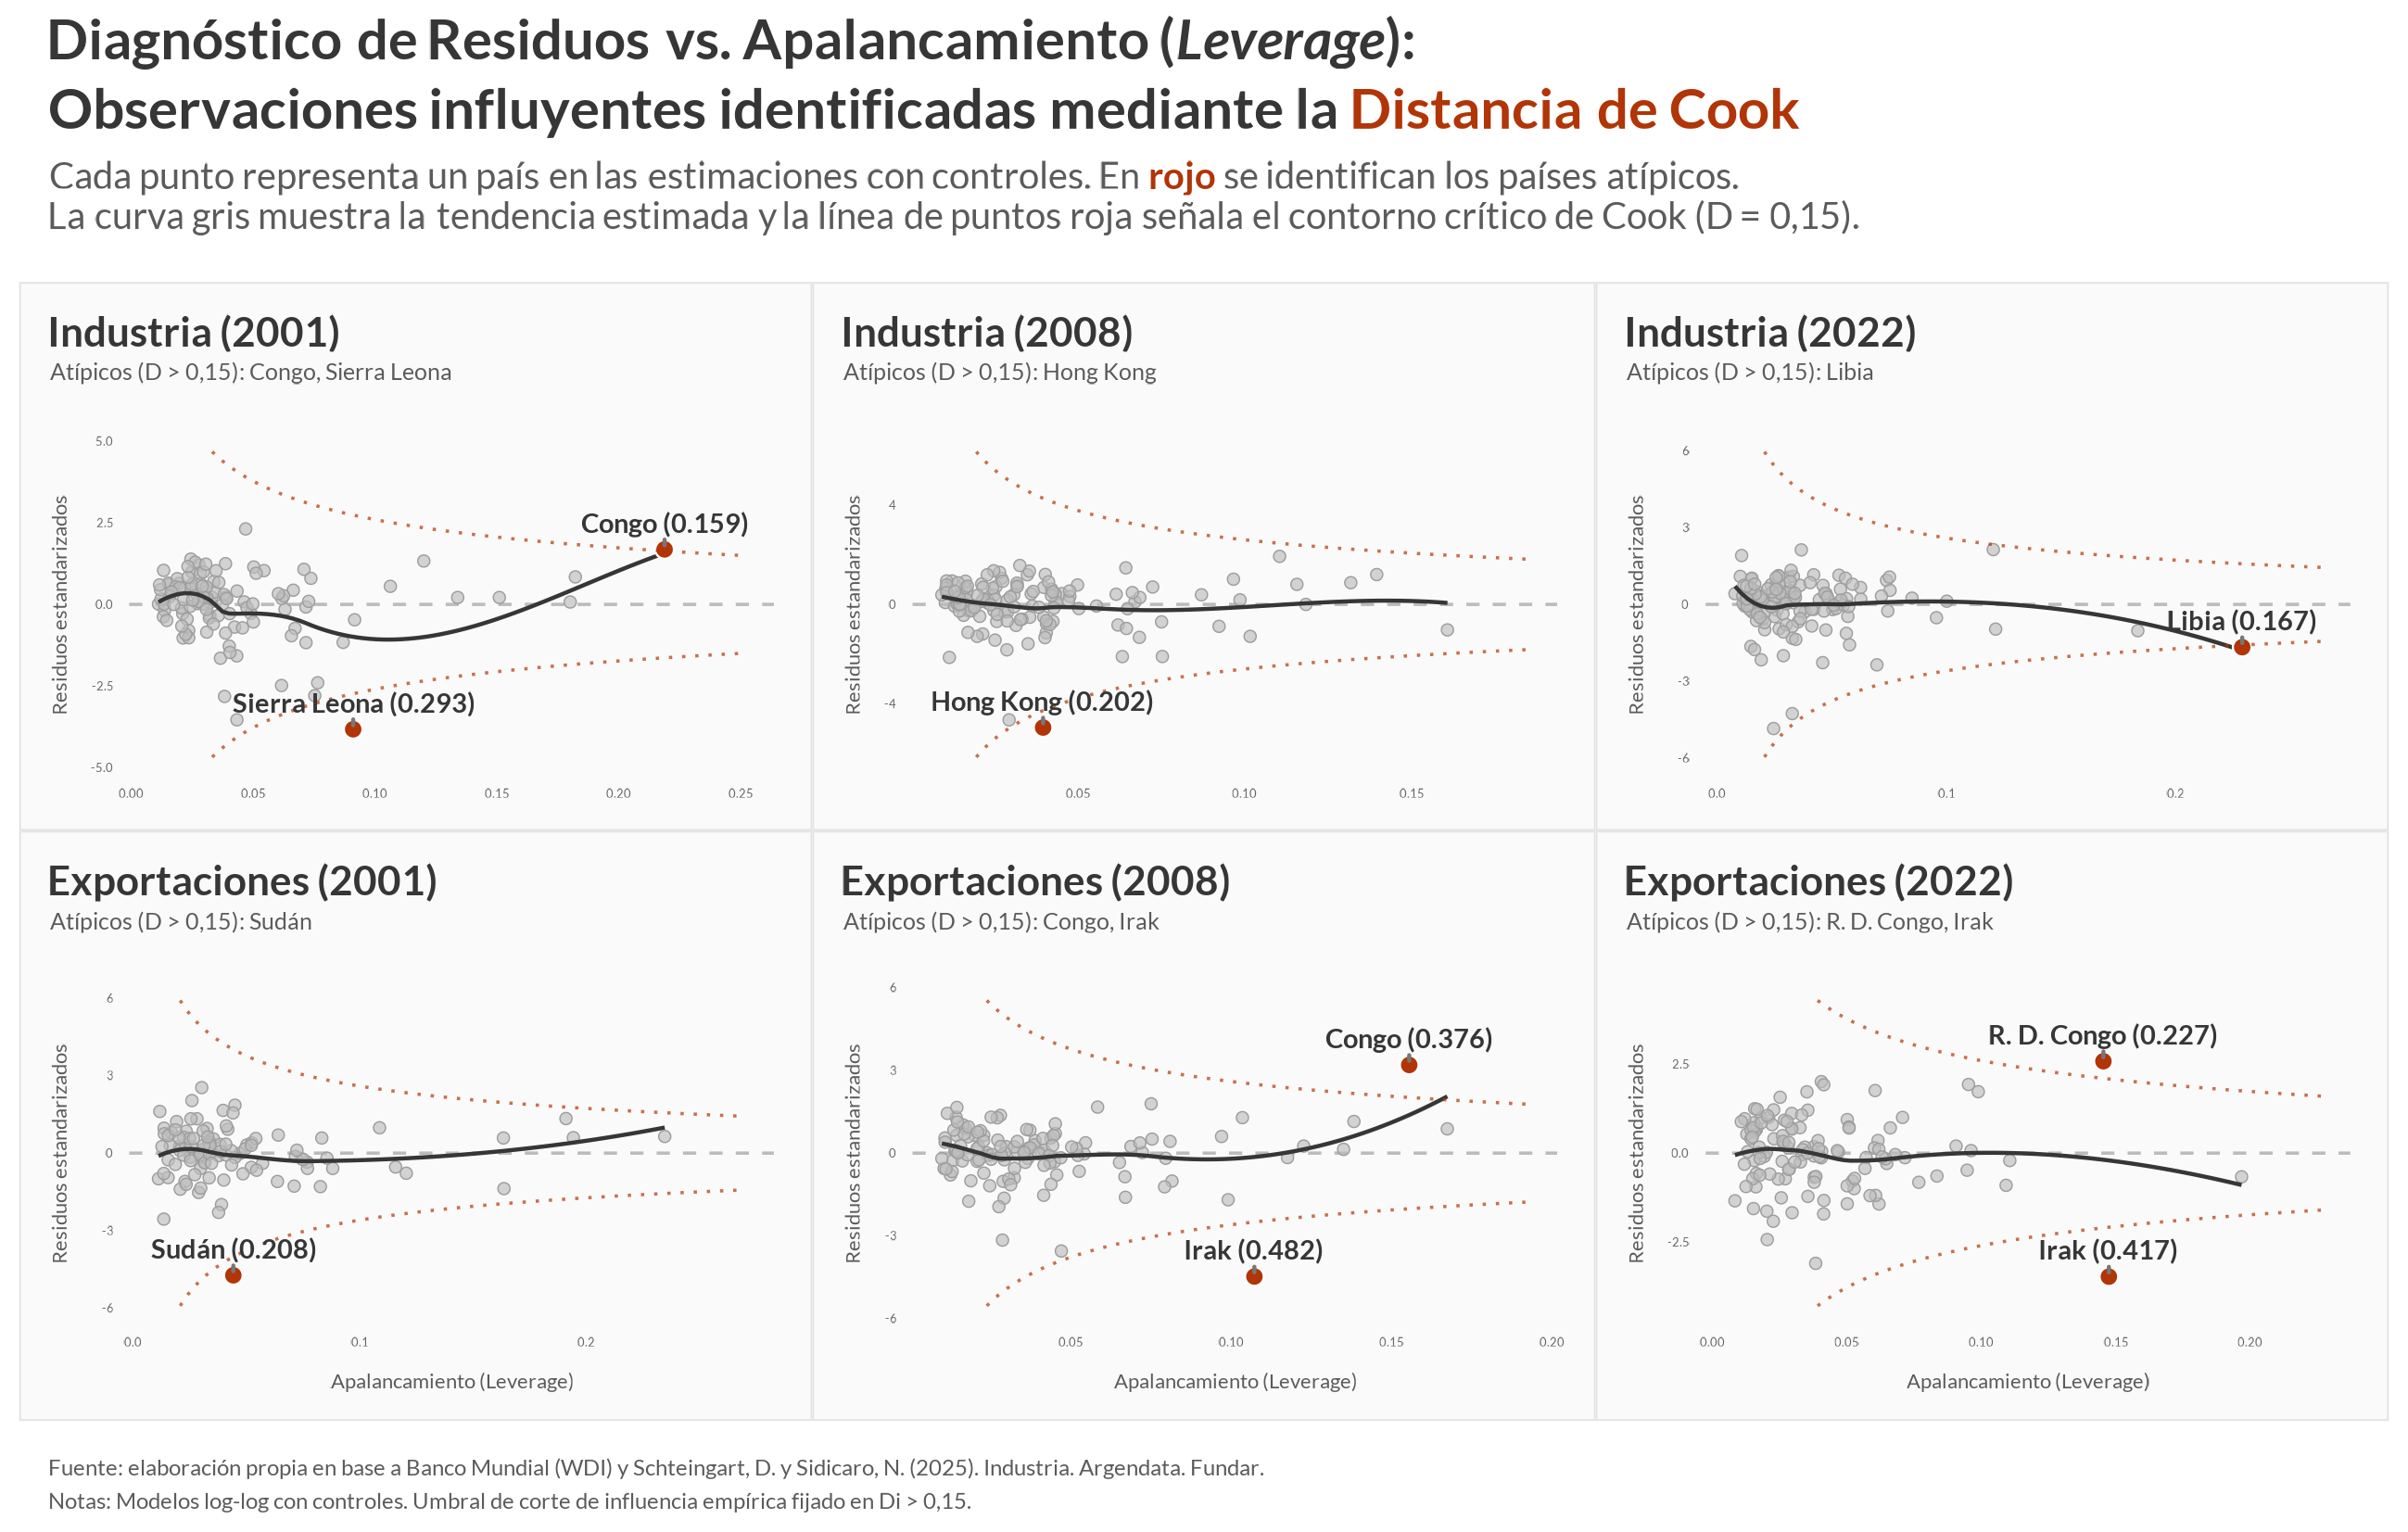 Diagnóstico de Residuos vs. Apalancamiento (Leverage):
Observaciones influyentes identificadas mediante la Distancia de Cook
Cada punto representa un país en las estimaciones con controles. En rojo se identifican los países atípicos.
La curva gris muestra la tendencia estimada y la línea de puntos roja señala el contorno crítico de Cook (D = 0,15).
Industria (2001)
Atípicos (D > 0,15): Congo, Sierra Leona
Residuos estandarizados
5.0
2.5
0.0
-2.5
-5.0
Congo (0.159)
Sierra Leona (0.293)
0.00 0.05 0.10 0.15 0.20 0.25
Industria (2008)
Atípicos (D > 0,15): Hong Kong
Residuos estandarizados
4
0
-4
Hong Kong (0.202)
0.05 0.10 0.15
Industria (2022)
Atípicos (D > 0,15): Libia
Residuos estandarizados
6
3
0
-3
-6
Libia (0.167)
0.0 0.1 0.2
Exportaciones (2001)
Atípicos (D > 0,15): Sudán
Residuos estandarizados
6
3
0
-3
-6
Sudán (0.208)
0.0 0.1 0.2
Apalancamiento (Leverage)
Exportaciones (2008)
Atípicos (D > 0,15): Congo, Irak
Residuos estandarizados
6
3
0
-3
-6
Congo (0.376)
Irak (0.482)
0.05 0.10 0.15 0.20
Apalancamiento (Leverage)
Exportaciones (2022)
Atípicos (D > 0,15): R. D. Congo, Irak
Residuos estandarizados
2.5
0.0
-2.5
R. D. Congo (0.227)
Irak (0.417)
0.00 0.05 0.10 0.15 0.20
Apalancamiento (Leverage)
Fuente: elaboración propia en base a Banco Mundial (WDI) y Schteingart, D. y Sidicaro, N. (2025). Industria. Argendata. Fundar.
Notas: Modelos log-log con controles. Umbral de corte de influencia empírica fijado en Di > 0,15.